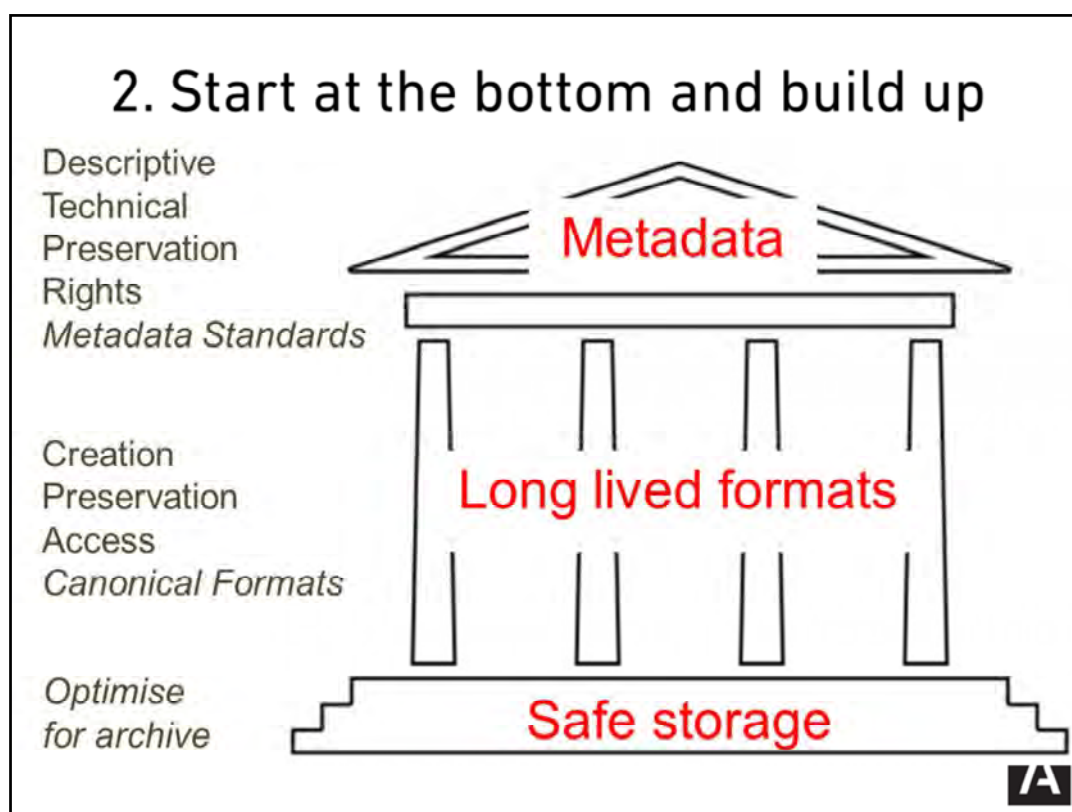 2. Start at the bottom and build up
Descriptive
Technical
Preservation
Rights
Metadata Standards
Metadata
Creation
Preservation
Access
Canonical Formats
Long lived formats
Optimise
for archive
Safe storage
A